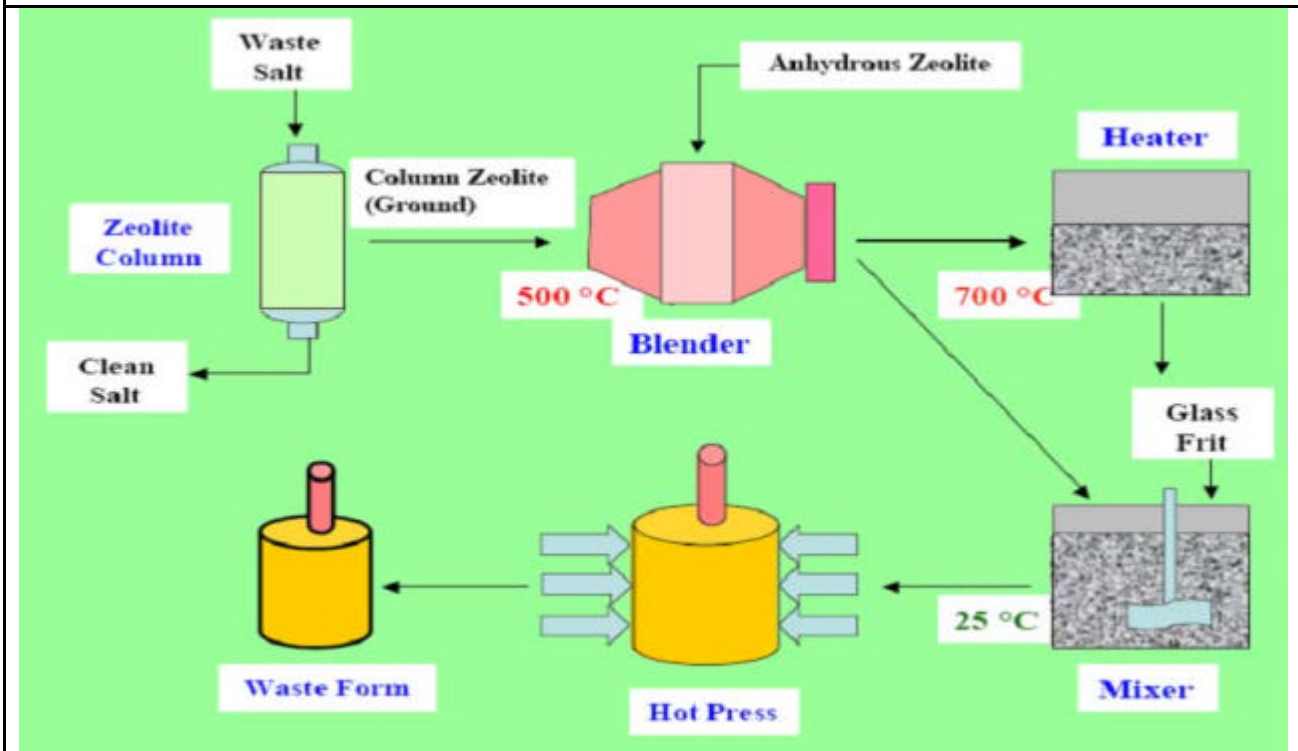 Waste
Salt
Anhydrous Zeolite
Heater
Column Zeolite
(Ground)
Zeolite
Column
500 °C
700 °C
Blender
Clean
Salt
Glass
Frit
25 °C
Waste Form
Hot Press
Mixer